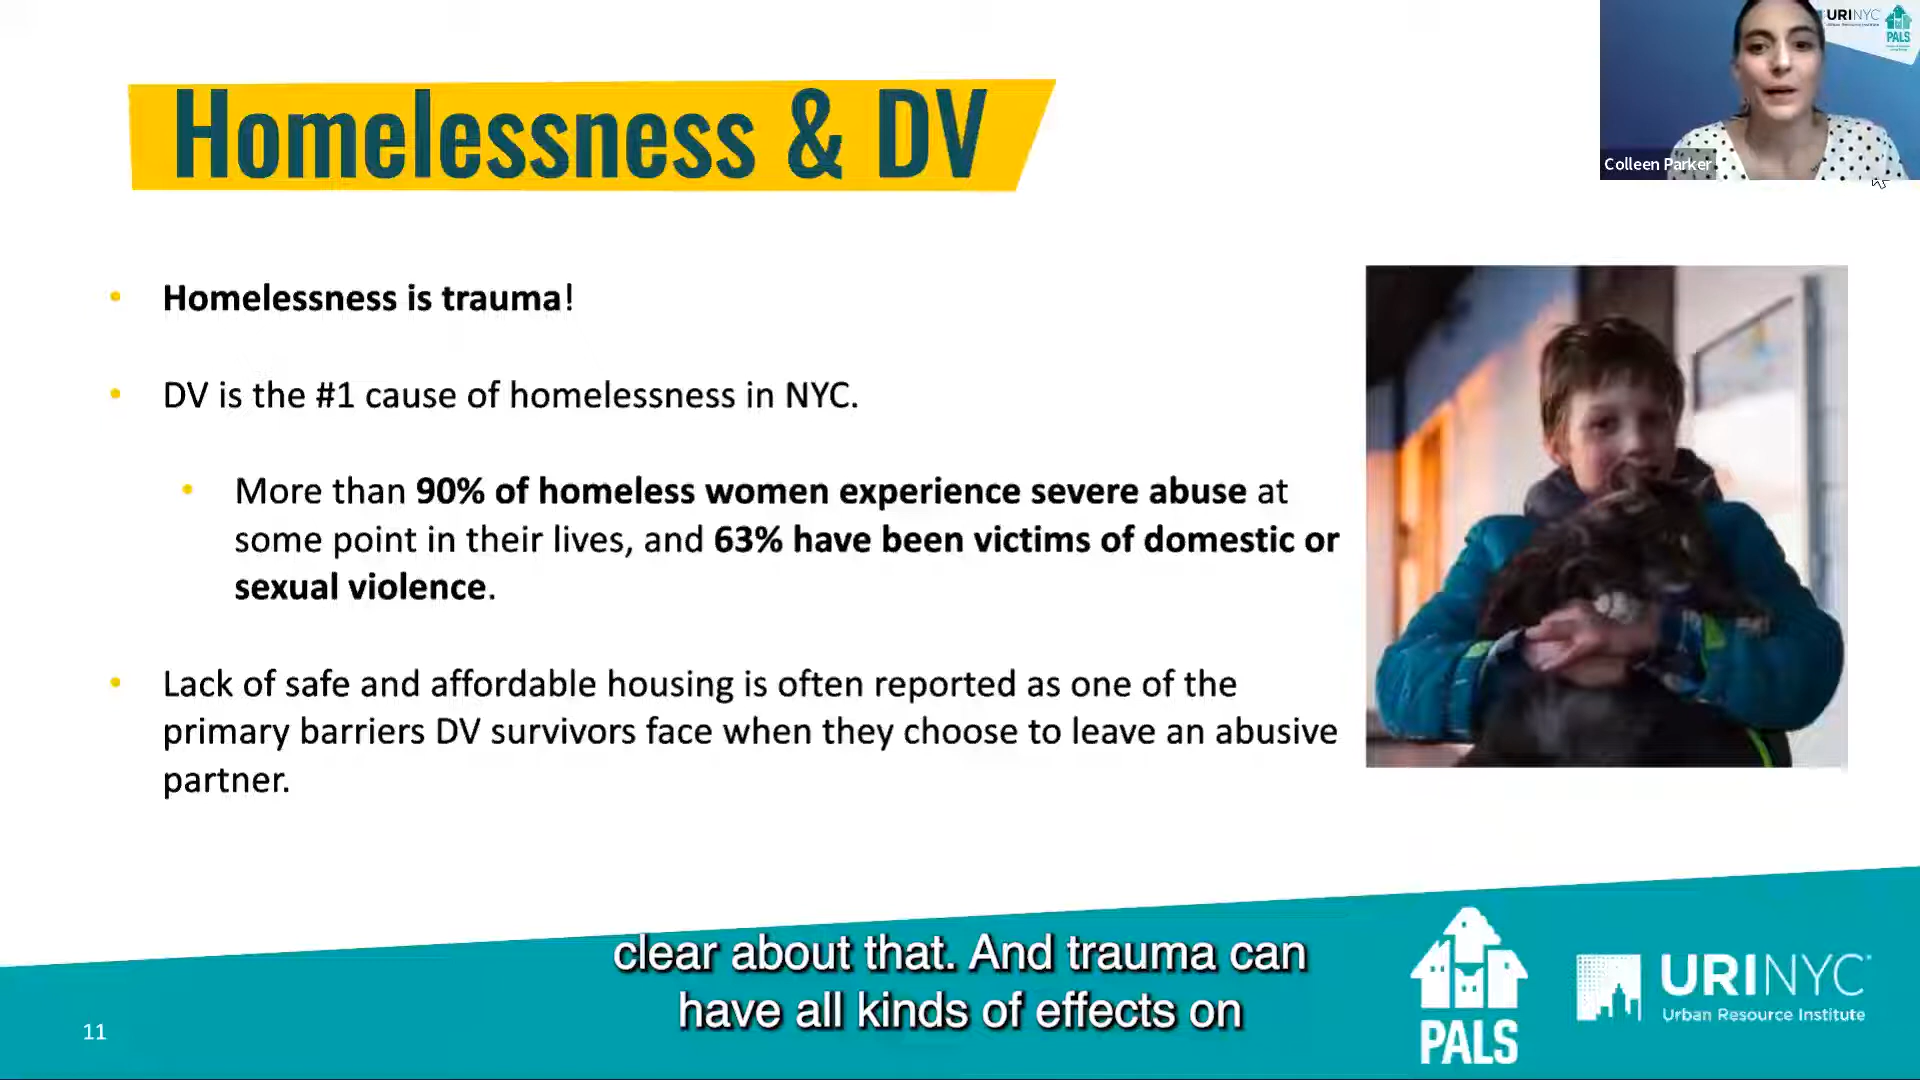 URINYC
PALS
Colleen Parker
Homelessness & DV
• Homelessness is trauma!
• DV is the #1 cause of homelessness in NYC.
• More than 90% of homeless women experience severe abuse at
some point in their lives, and 63% have been victims of domestic or
sexual violence.
• Lack of safe and affordable housing is often reported as one of the
primary barriers DV survivors face when they choose to leave an abusive
partner.
clear about that. And trauma can
have all kinds of effects on
11
PALS
URINYC
Urban Resource Institute